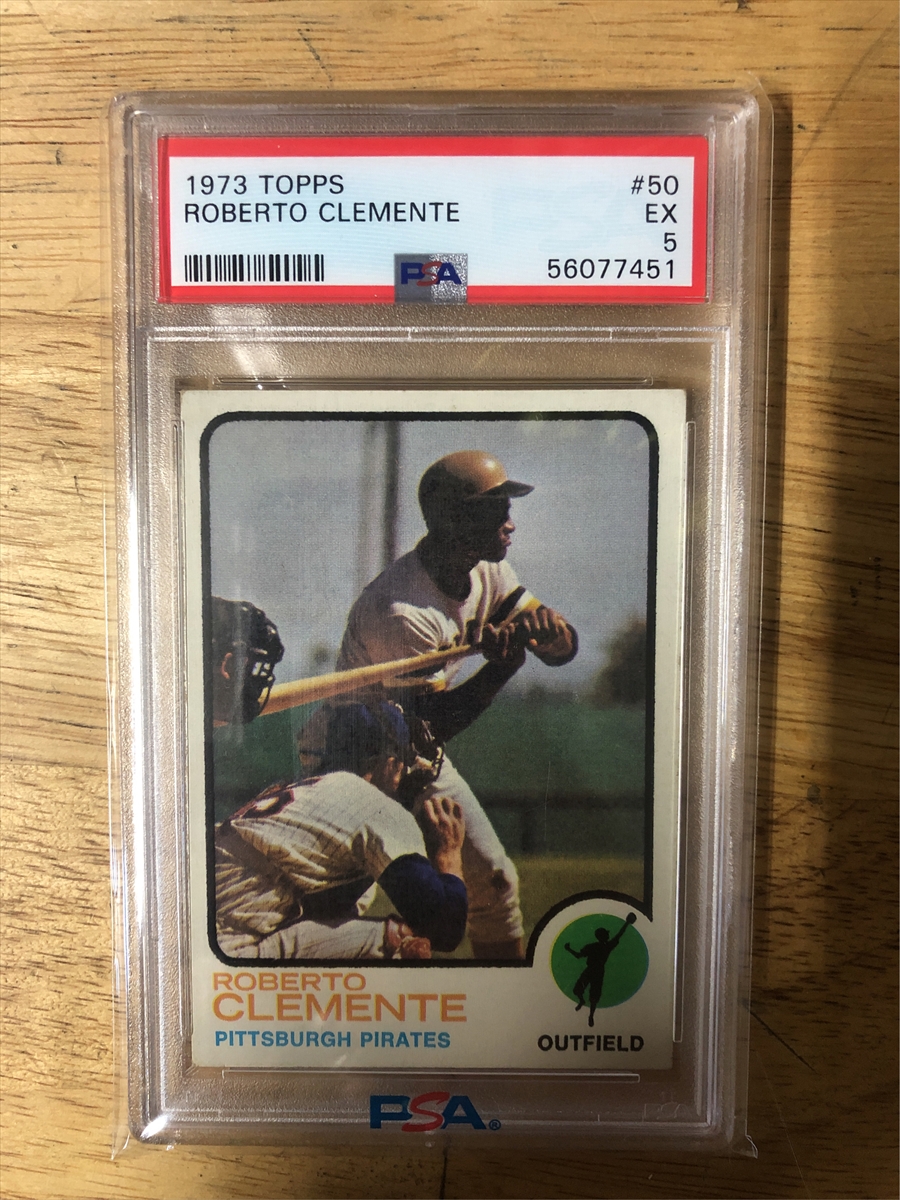 1973 TOPPS #50
ROBERTO CLEMENTE EX
5
PSA 56077451
ROBERTO
CLEMENTE
PITTSBURGH PIRATES
OUTFIELD
PSA®